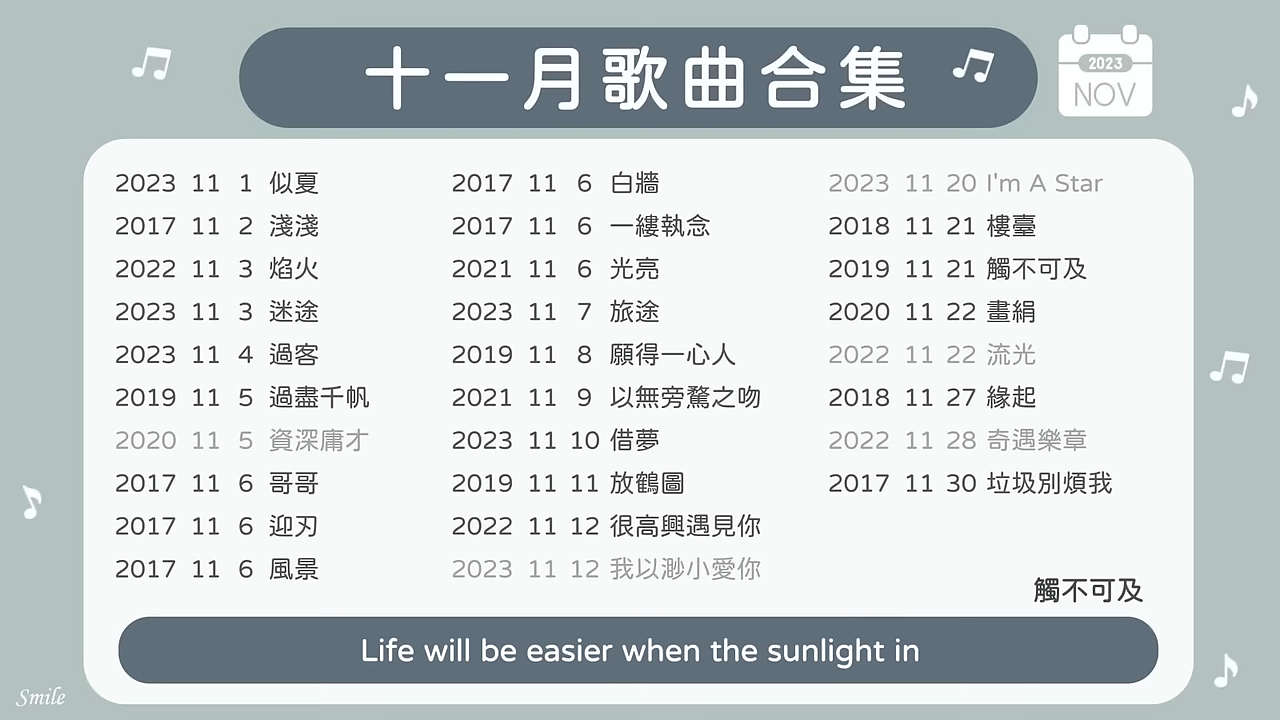 十一月歌曲合集
2023
NOV
2023 11 1 似夏
2017 11 2 淺淺
2022 11 3 焰火
2023 11 3 迷途
2023 11 4 過客
2019 11 5 過盡千帆
2020 11 5 資深庸才
2017 11 6 哥哥
2017 11 6 迎刃
2017 11 6 風景
2017 11 6 白牆
2017 11 6 一縷執念
2021 11 6 光亮
2023 11 7 旅途
2019 11 8 願得一心人
2021 11 9 以無旁騖之吻
2023 11 10 借夢
2019 11 11 放鶴圖
2022 11 12 很高興遇見你
2023 11 12 我以渺小愛你
2023 11 20 I'm A Star
2018 11 21 樓臺
2019 11 21 觸不可及
2020 11 22 畫絹
2022 11 22 流光
2018 11 27 緣起
2022 11 28 奇遇樂章
2017 11 30 垃圾別煩我
觸不可及
Life will be easier when the sunlight in
Smile